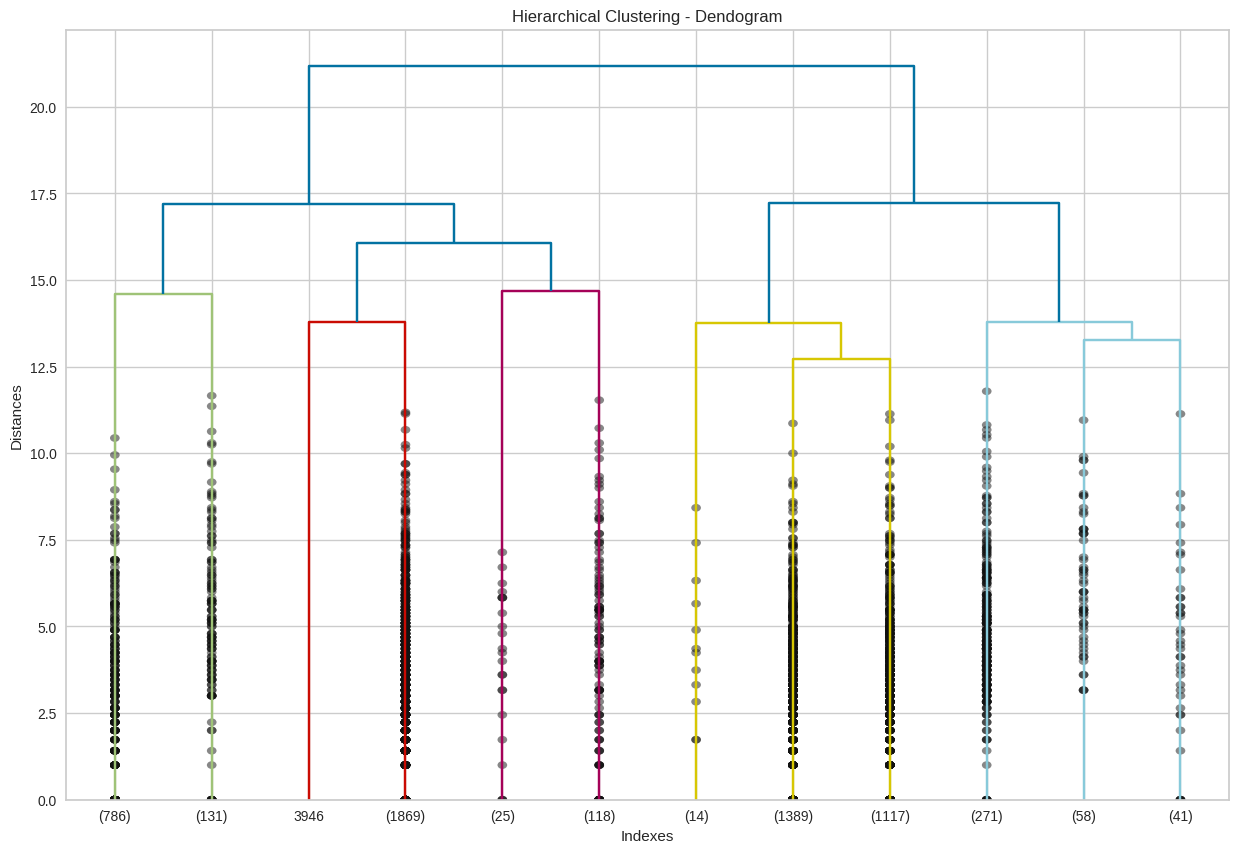 Hierarchical Clustering - Dendogram
Distances
20.0
17.5
15.0
12.5
10.0
7.5
5.0
2.5
0.0
(786) (131) 3946 (1869) (25) (118) (14) (1389) (1117) (271) (58) (41)
Indexes